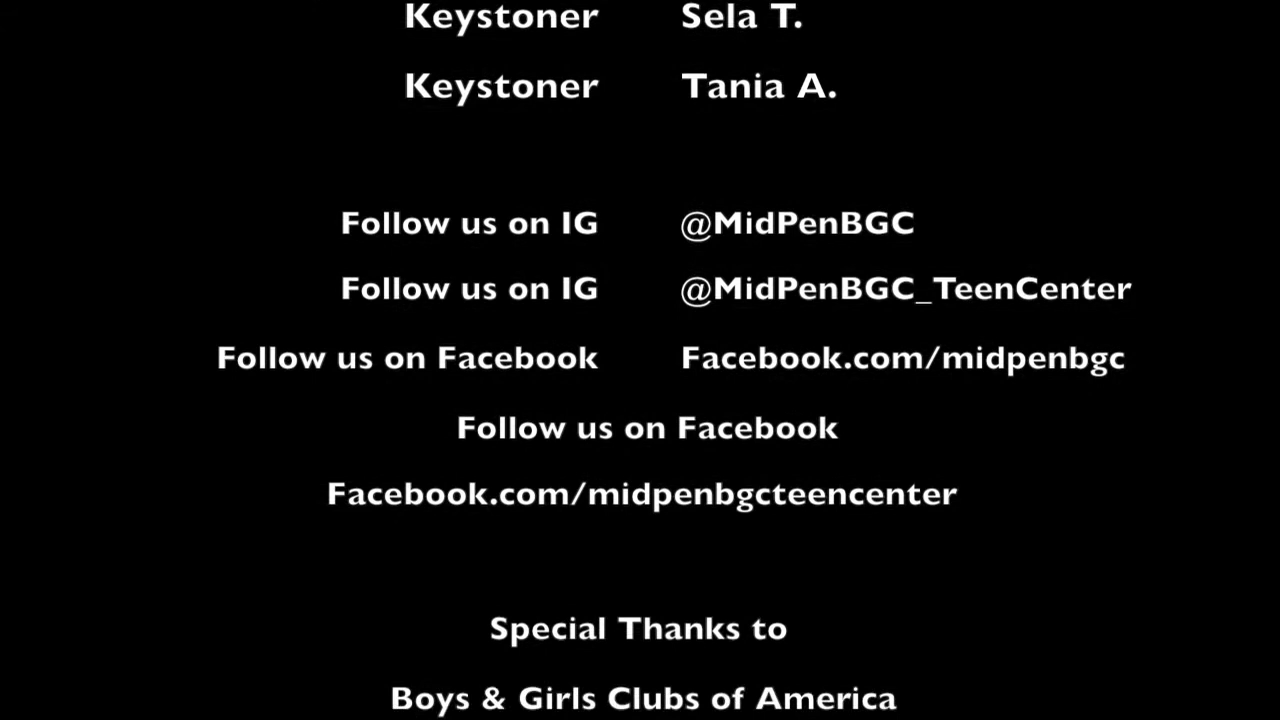 Keystoner Sela T.
Keystoner Tania A.
Follow us on IG @MidPenBGC
Follow us on IG @MidPenBGC_TeenCenter
Follow us on Facebook Facebook.com/midpenbgc
Follow us on Facebook
Facebook.com/midpenbgcteencenter
Special Thanks to
Boys & Girls Clubs of America